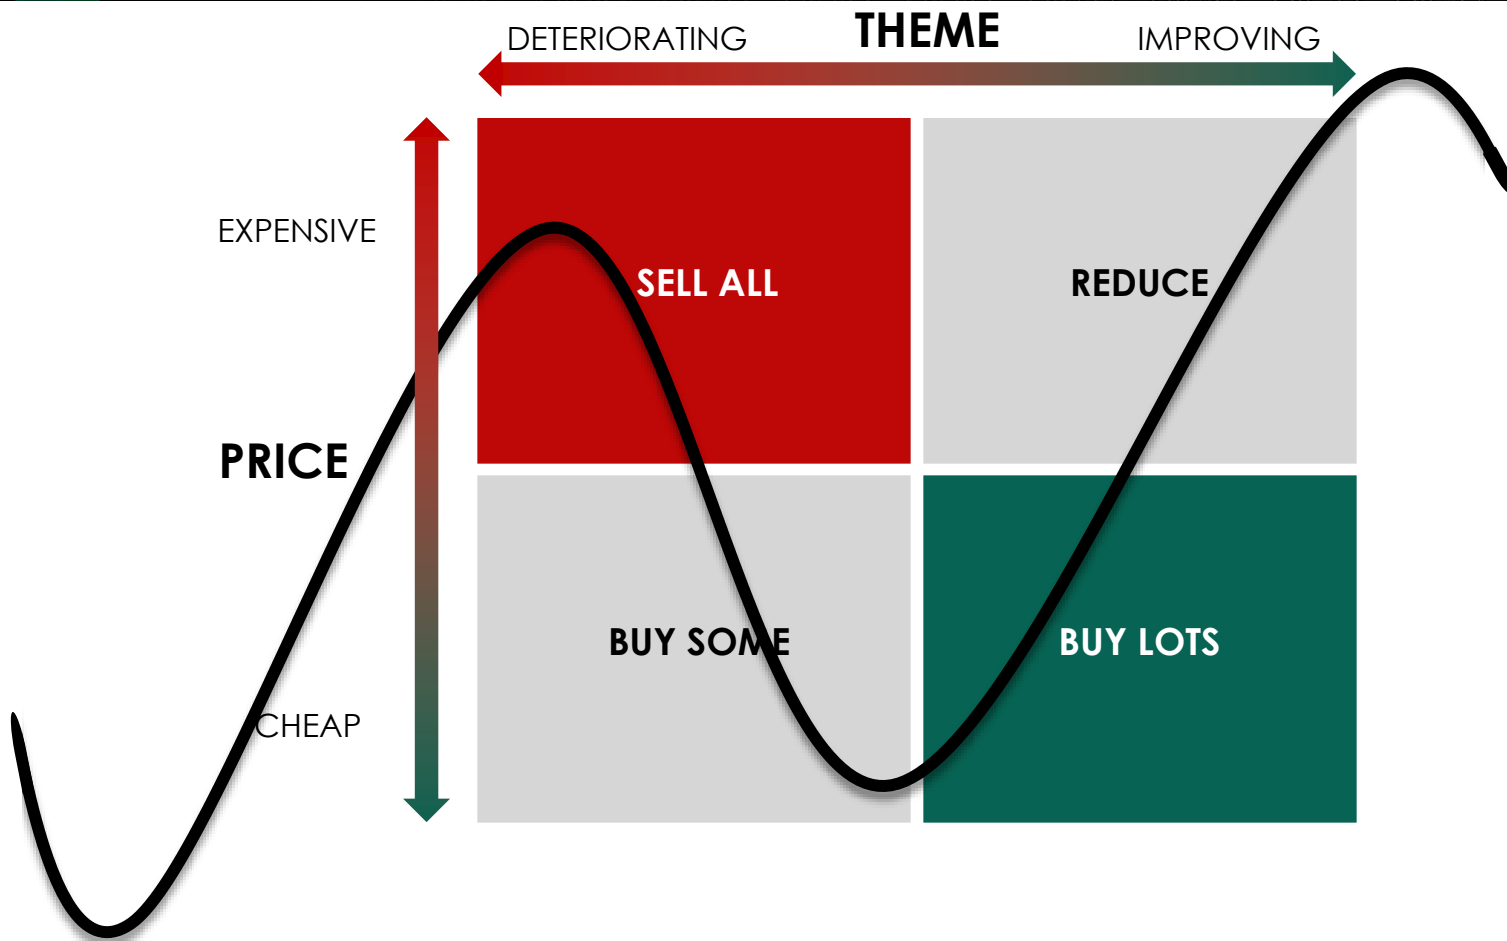 THEME
DETERIORATING
IMPROVING
EXPENSIVE
SELL ALL
REDUCE
PRICE
BUY SOME
BUY LOTS
CHEAP